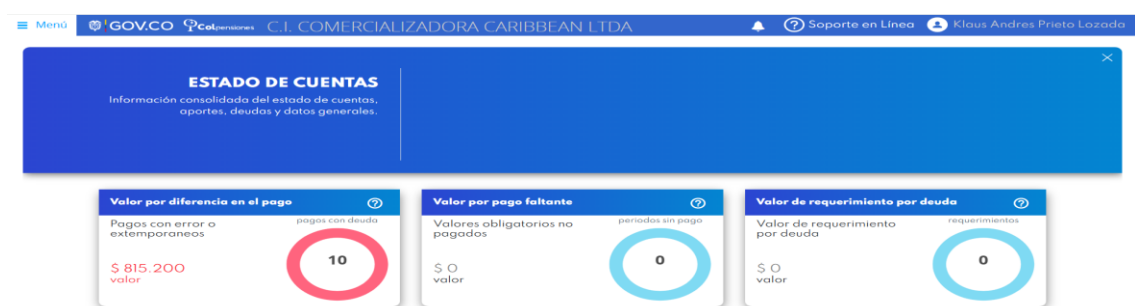 Menú GOV.CO Colpensiones C.I. COMERCIALIZADORA CARIBBEAN LTDA Soporte en Línea Klaus Andres Prieto Lozada
ESTADO DE CUENTAS
Información consolidada del estado de cuentas,
aportes, deudas y datos generales.
Valor por diferencia en el pago
Pagos con error o
extemporaneos
pagos con deuda
10
$ 815.200
valor
Valor por pago faltante
Valores obligatorios no
pagados
periodos sin pago
0
$ 0
valor
Valor de requerimiento por deuda
Valor de requerimiento
por deuda
requerimientos
0
$ 0
valor